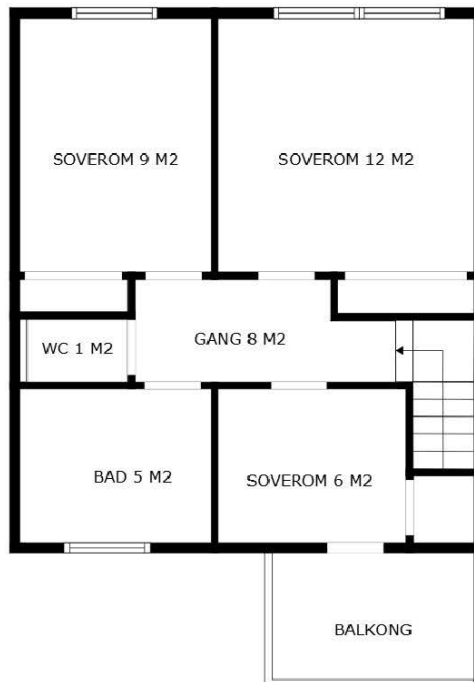 SOVEROM 9 M2
SOVEROM 12 M2
WC 1 M2
GANG 8 M2
BAD 5 M2
SOVEROM 6 M2
BALKONG